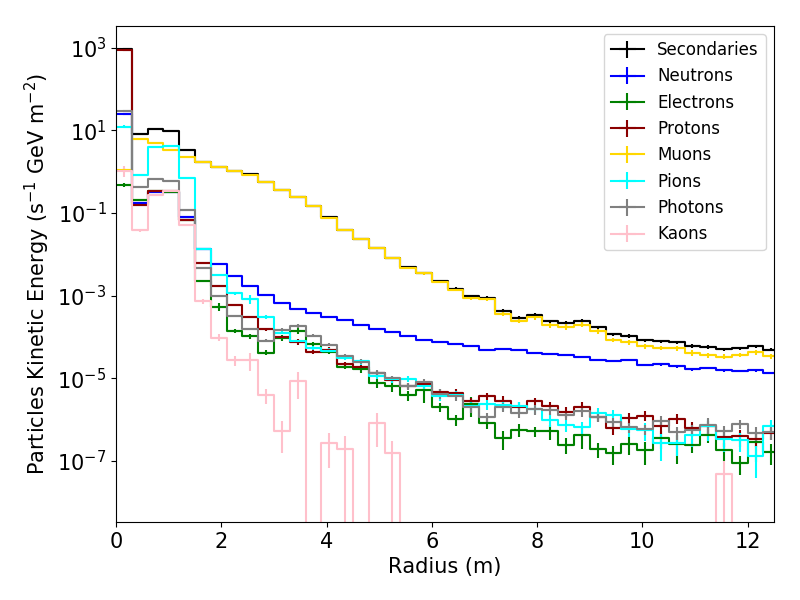 Particles Kinetic Energy (s⁻¹ GeV m⁻²)
10³
10¹
10⁻¹
10⁻³
10⁻⁵
10⁻⁷
Secondaries
Neutrons
Electrons
Protons
Muons
Pions
Photons
Kaons
0 2 4 6 8 10 12
Radius (m)